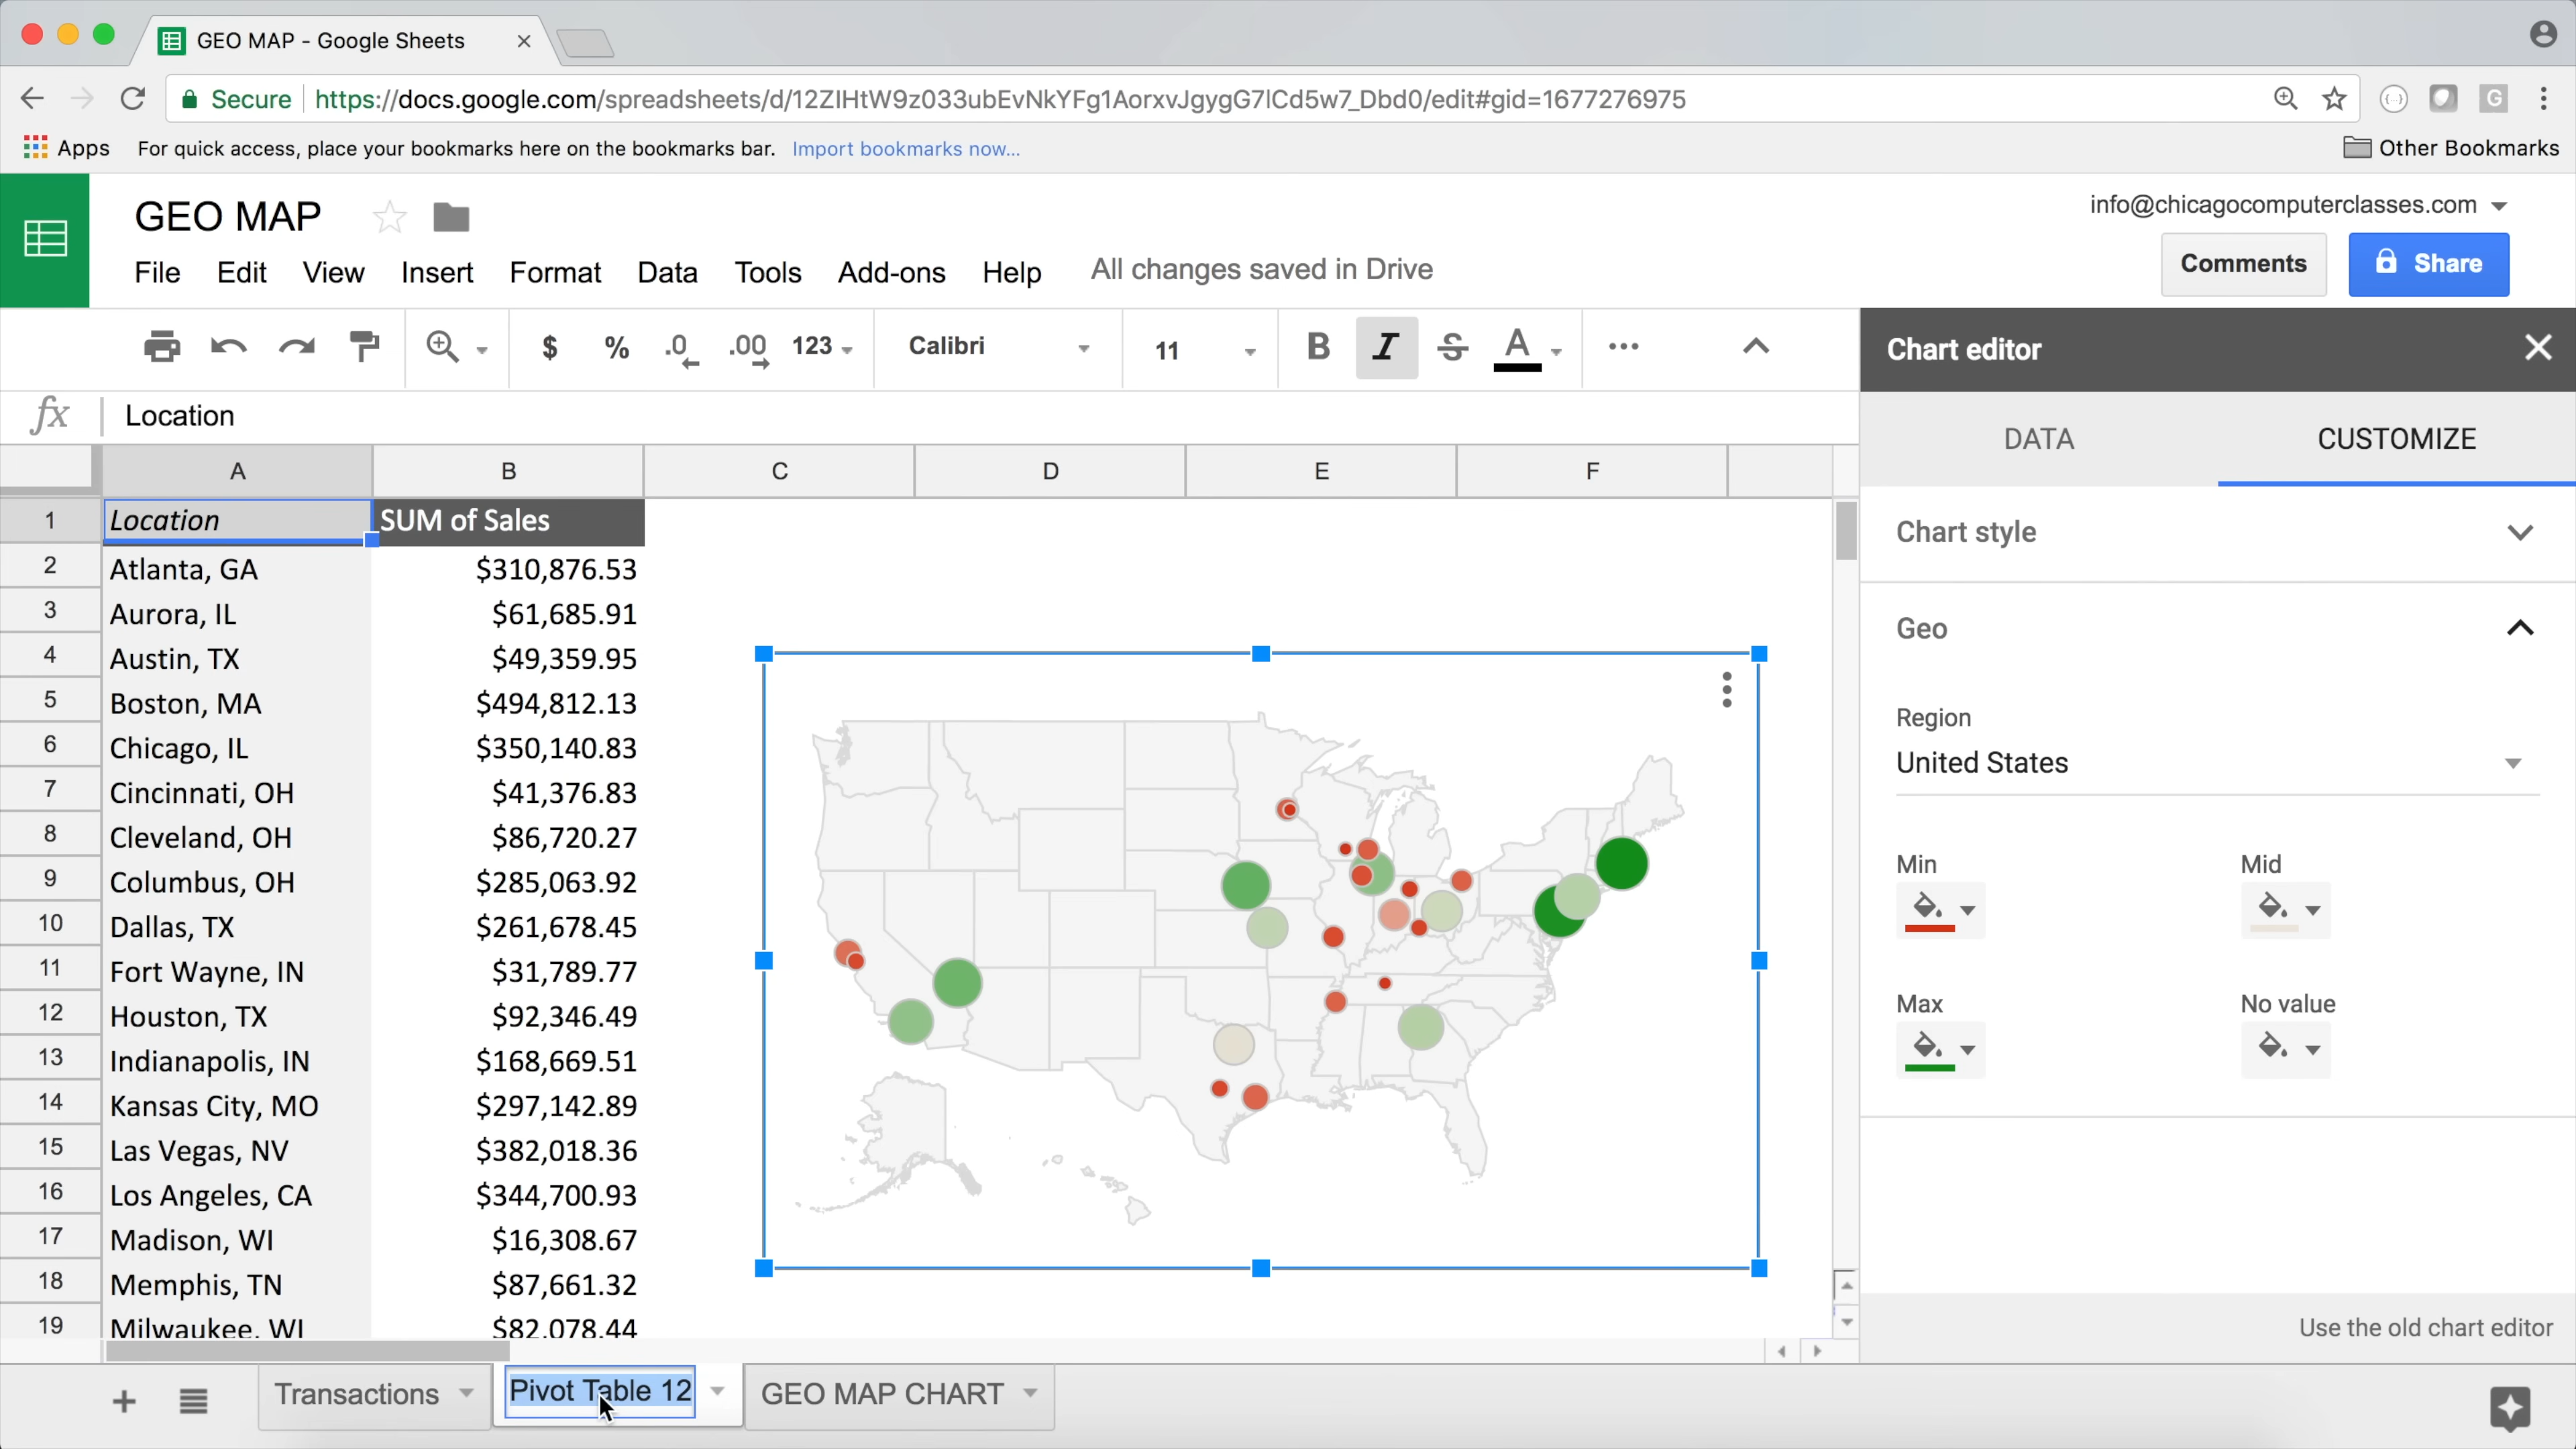 GEO MAP - Google Sheets
Secure https://docs.google.com/spreadsheets/d/12ZIHtW9z033ubEvNkYFg1AorxvJgygG7lCd5w7_Dbd0/edit#gid=1677276975
G
Apps For quick access, place your bookmarks here on the bookmarks bar. Import bookmarks now... Other Bookmarks
GEO MAP
info@chicagocomputerclasses.com
File Edit View Insert Format Data Tools Add-ons Help All changes saved in Drive
Comments Share
$ % .0 .00 123 Calibri 11 B I S A
Chart editor
fx Location
DATA CUSTOMIZE
A B C D E F
1 Location SUM of Sales
2 Atlanta, GA $310,876.53
3 Aurora, IL $61,685.91
4 Austin, TX $49,359.95
5 Boston, MA $494,812.13
6 Chicago, IL $350,140.83
7 Cincinnati, OH $41,376.83
8 Cleveland, OH $86,720.27
9 Columbus, OH $285,063.92
10 Dallas, TX $261,678.45
11 Fort Wayne, IN $31,789.77
12 Houston, TX $92,346.49
13 Indianapolis, IN $168,669.51
14 Kansas City, MO $297,142.89
15 Las Vegas, NV $382,018.36
16 Los Angeles, CA $344,700.93
17 Madison, WI $16,308.67
18 Memphis, TN $87,661.32
19 Milwaukee, WI $82,078.44
Chart style
Geo
Region
United States
Min Mid
Max No value
Use the old chart editor
Transactions Pivot Table 12 GEO MAP CHART